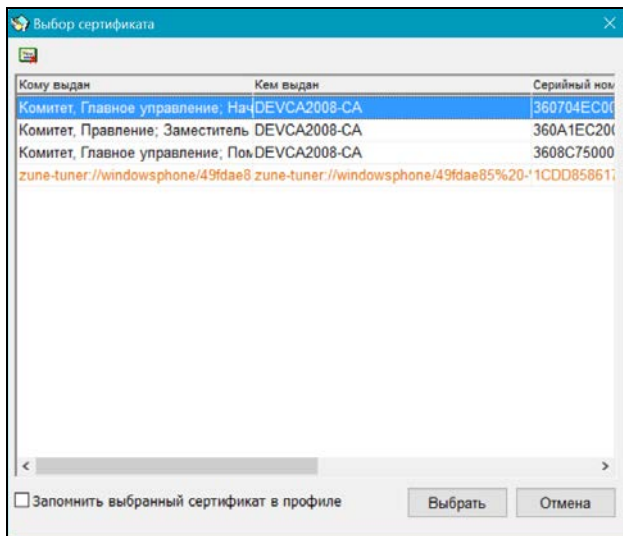 Выбор сертификата
Кому выдан Кем выдан Серийный ном
Комитет, Главное управление; Нач DEVCA2008-CA 360704EC00
Комитет, Правление; Заместитель DEVCA2008-CA 360A1EC200
Комитет, Главное управление; Пом DEVCA2008-CA 3608C75000
zune-tuner://windowsphone/49fdae8 zune-tuner://windowsphone/49fdae85%20-' 1CDD858617
Запомнить выбранный сертификат в профиле Выбрать Отмена